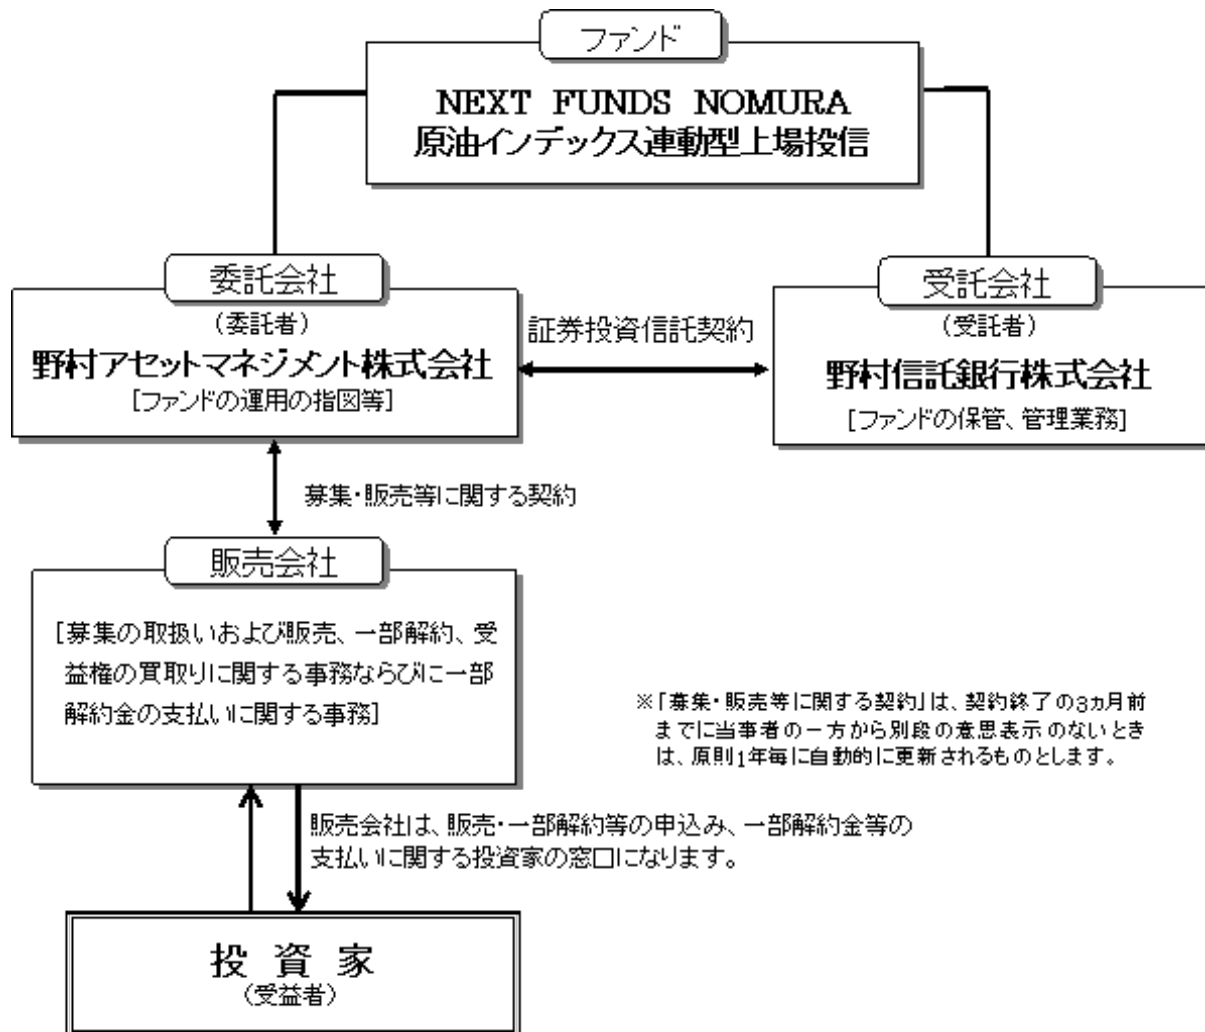 ファンド
NEXT FUNDS NOMURA
原油インデックス連動型上場投信
委託会社
(委託者)
野村アセットマネジメント株式会社
[ファンドの運用の指図等]
証券投資信託契約
受託会社
(受託者)
野村信託銀行株式会社
[ファンドの保管、管理業務]
募集・販売等に関する契約
販売会社
[募集の取扱いおよび販売、一部解約、受
益権の買取りに関する事務ならびに一部
解約金の支払いに関する事務]
※「募集・販売等に関する契約」は、契約終了の3ヵ月前
までに当事者の一方から別段の意思表示のないとき
は、原則1年毎に自動的に更新されるものとします。
販売会社は、販売・一部解約等の申込み、一部解約金等の
支払いに関する投資家の窓口になります。
投資家
(受益者)